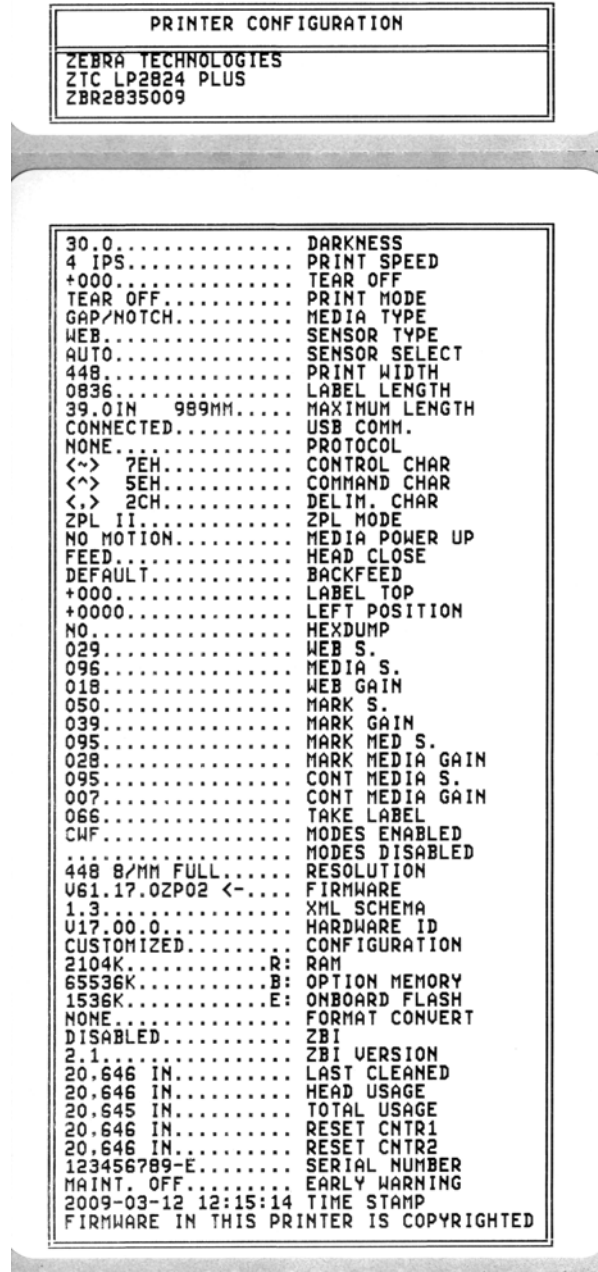 PRINTER CONFIGURATION
ZEBRA TECHNOLOGIES
ZTC LP2824 PLUS
ZBR2835009
30.0............... DARKNESS
4 IPS.............. PRINT SPEED
+000............... TEAR OFF
TEAR OFF........... PRINT MODE
GAP/NOTCH.......... MEDIA TYPE
WEB................ SENSOR TYPE
AUTO............... SENSOR SELECT
448................ PRINT WIDTH
0836............... LABEL LENGTH
39.0IN   989MM..... MAXIMUM LENGTH
CONNECTED.......... USB COMM.
NONE............... PROTOCOL
<~>  7EH........... CONTROL CHAR
<^>  5EH........... COMMAND CHAR
<,>  2CH........... DELIM. CHAR
ZPL II............. ZPL MODE
NO MOTION.......... MEDIA POWER UP
FEED............... HEAD CLOSE
DEFAULT............ BACKFEED
+000............... LABEL TOP
+0000.............. LEFT POSITION
NO................. HEXDUMP
029................ WEB S.
096................ MEDIA S.
018................ WEB GAIN
050................ MARK S.
039................ MARK GAIN
095................ MARK MED S.
028................ MARK MEDIA GAIN
095................ CONT MEDIA S.
007................ CONT MEDIA GAIN
066................ TAKE LABEL
CWF................ MODES ENABLED
................... MODES DISABLED
448 8/MM FULL...... RESOLUTION
V61.17.0ZP02 <-.... FIRMWARE
1.3................ XML SCHEMA
V17.00.0........... HARDWARE ID
CUSTOMIZED......... CONFIGURATION
2104K............R: RAM
65536K...........B: OPTION MEMORY
1536K............E: ONBOARD FLASH
NONE............... FORMAT CONVERT
DISABLED........... ZBI
2.1................ ZBI VERSION
20,646 IN.......... LAST CLEANED
20,646 IN.......... HEAD USAGE
20,645 IN.......... TOTAL USAGE
20,646 IN.......... RESET CNTR1
20,646 IN.......... RESET CNTR2
123456789-E........ SERIAL NUMBER
MAINT. OFF......... EARLY WARNING
2009-03-12 12:15:14 TIME STAMP
FIRMWARE IN THIS PRINTER IS COPYRIGHTED